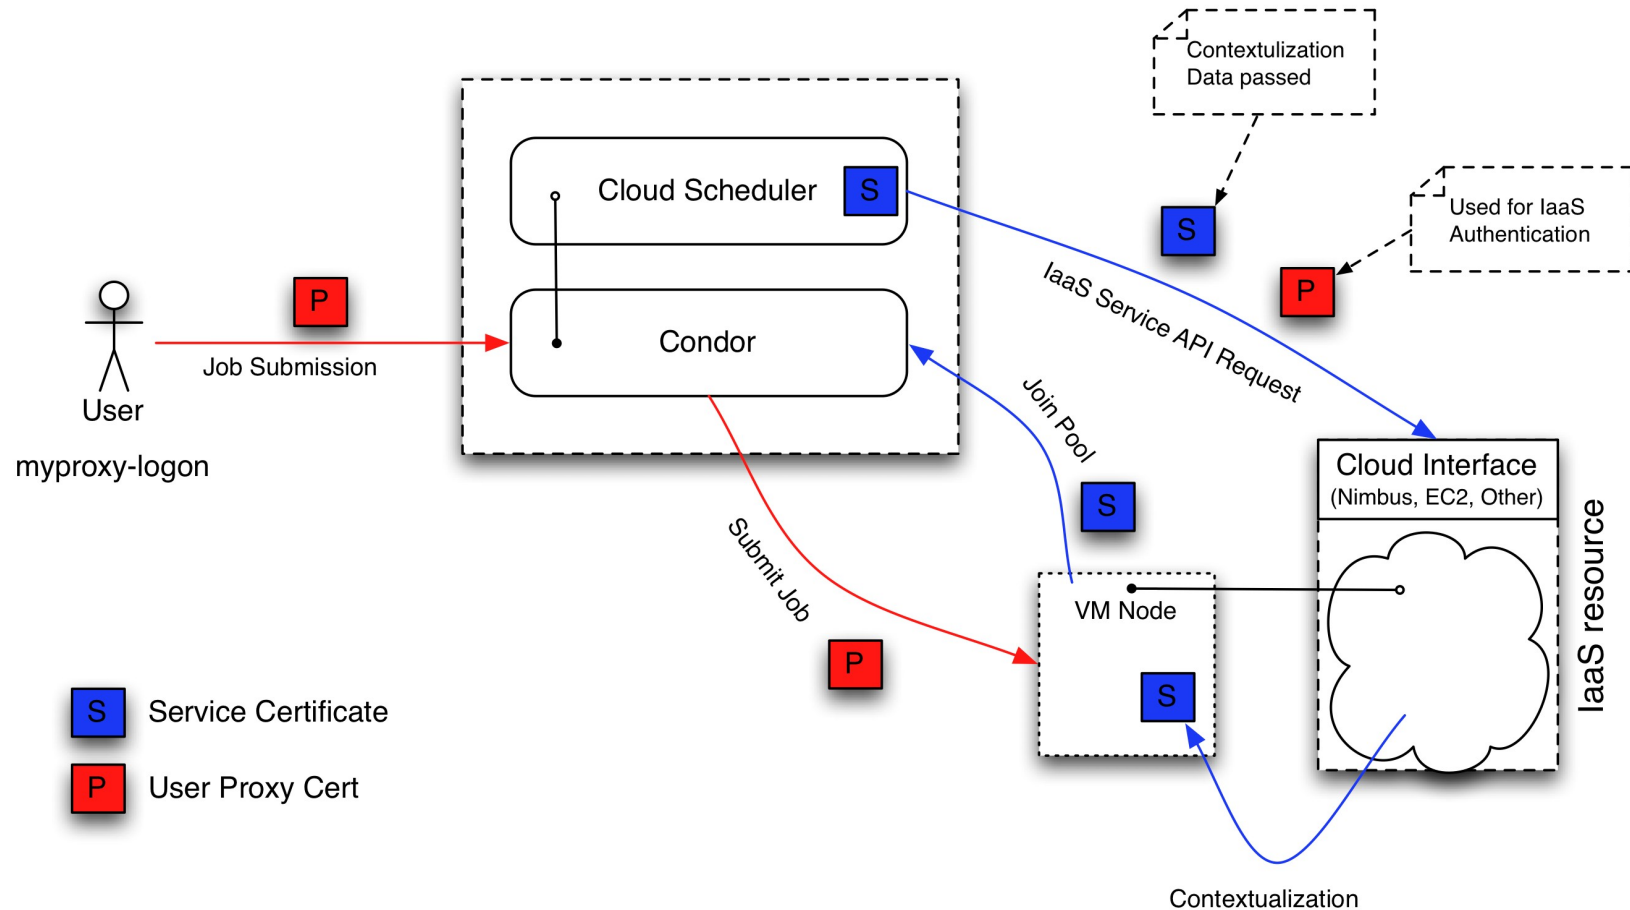 Contextulization
Data passed
Used for IaaS
Authentication
Cloud Scheduler
S
S
P
IaaS Service API Request
P
Job Submission
Condor
User
myproxy-logon
Join Pool
S
Cloud Interface
(Nimbus, EC2, Other)
IaaS resource
Submit Job
P
VM Node
S
S Service Certificate
P User Proxy Cert
Contextualization